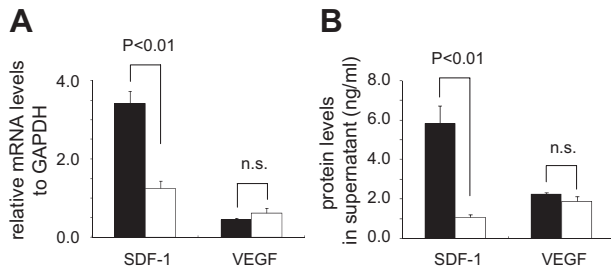 A
relative mRNA levels
to GAPDH
4.0
2.0
0.0
P<0.01
n.s.
SDF-1 VEGF
B
protein levels
in supernatant (ng/ml)
8.0
6.0
4.0
2.0
0.0
P<0.01
n.s.
SDF-1 VEGF